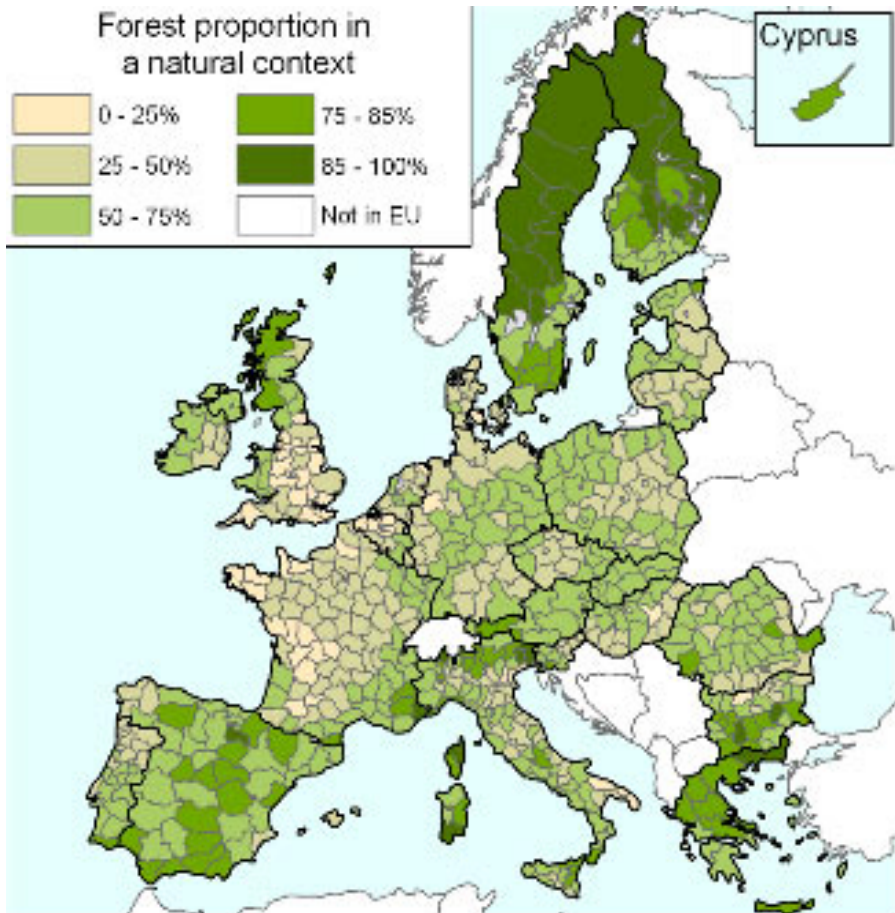 Forest proportion in
a natural context
0 - 25%
25 - 50%
50 - 75%
75 - 85%
85 - 100%
Not in EU
Cyprus